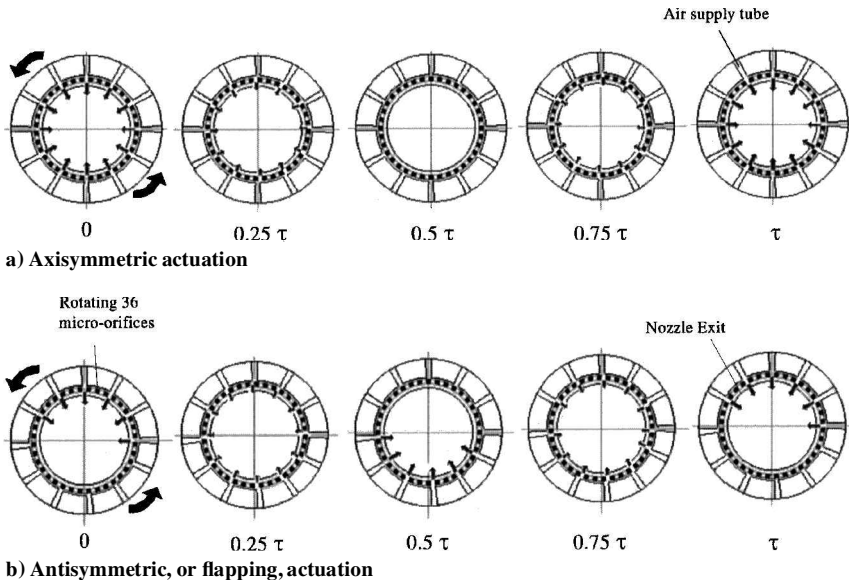 Air supply tube
0
0.25 τ
0.5 τ
0.75 τ
τ
a) Axisymmetric actuation
Rotating 36
micro-orifices
Nozzle Exit
0
0.25 τ
0.5 τ
0.75 τ
τ
b) Antisymmetric, or flapping, actuation